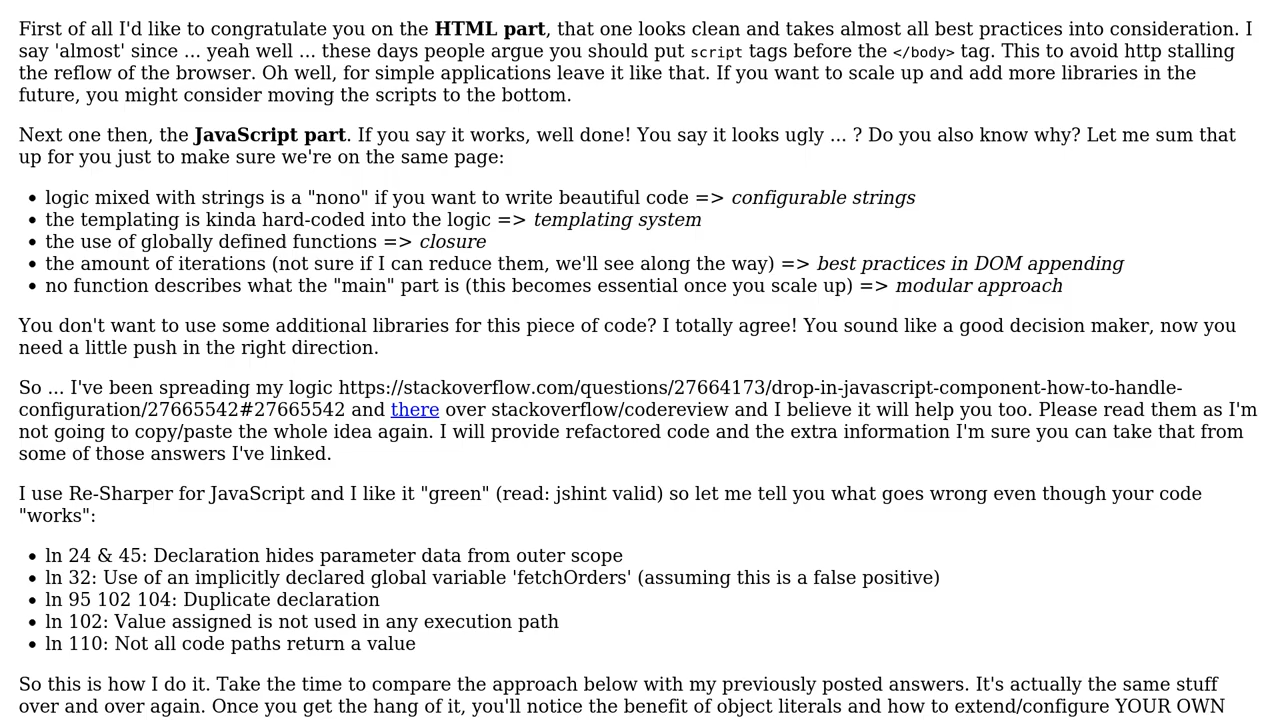 First of all I'd like to congratulate you on the HTML part, that one looks clean and takes almost all best practices into consideration. I
say 'almost' since ... yeah well ... these days people argue you should put script tags before the </body> tag. This to avoid http stalling
the reflow of the browser. Oh well, for simple applications leave it like that. If you want to scale up and add more libraries in the
future, you might consider moving the scripts to the bottom.
Next one then, the JavaScript part. If you say it works, well done! You say it looks ugly ... ? Do you also know why? Let me sum that
up for you just to make sure we're on the same page:
• logic mixed with strings is a "nono" if you want to write beautiful code => configurable strings
• the templating is kinda hard-coded into the logic => templating system
• the use of globally defined functions => closure
• the amount of iterations (not sure if I can reduce them, we'll see along the way) => best practices in DOM appending
• no function describes what the "main" part is (this becomes essential once you scale up) => modular approach
You don't want to use some additional libraries for this piece of code? I totally agree! You sound like a good decision maker, now you
need a little push in the right direction.
So ... I've been spreading my logic https://stackoverflow.com/questions/27664173/drop-in-javascript-component-how-to-handle-
configuration/27665542#27665542 and there over stackoverflow/codereview and I believe it will help you too. Please read them as I'm
not going to copy/paste the whole idea again. I will provide refactored code and the extra information I'm sure you can take that from
some of those answers I've linked.
I use Re-Sharper for JavaScript and I like it "green" (read: jshint valid) so let me tell you what goes wrong even though your code
"works":
• ln 24 & 45: Declaration hides parameter data from outer scope
• ln 32: Use of an implicitly declared global variable 'fetchOrders' (assuming this is a false positive)
• ln 95 102 104: Duplicate declaration
• ln 102: Value assigned is not used in any execution path
• ln 110: Not all code paths return a value
So this is how I do it. Take the time to compare the approach below with my previously posted answers. It's actually the same stuff
over and over again. Once you get the hang of it, you'll notice the benefit of object literals and how to extend/configure YOUR OWN